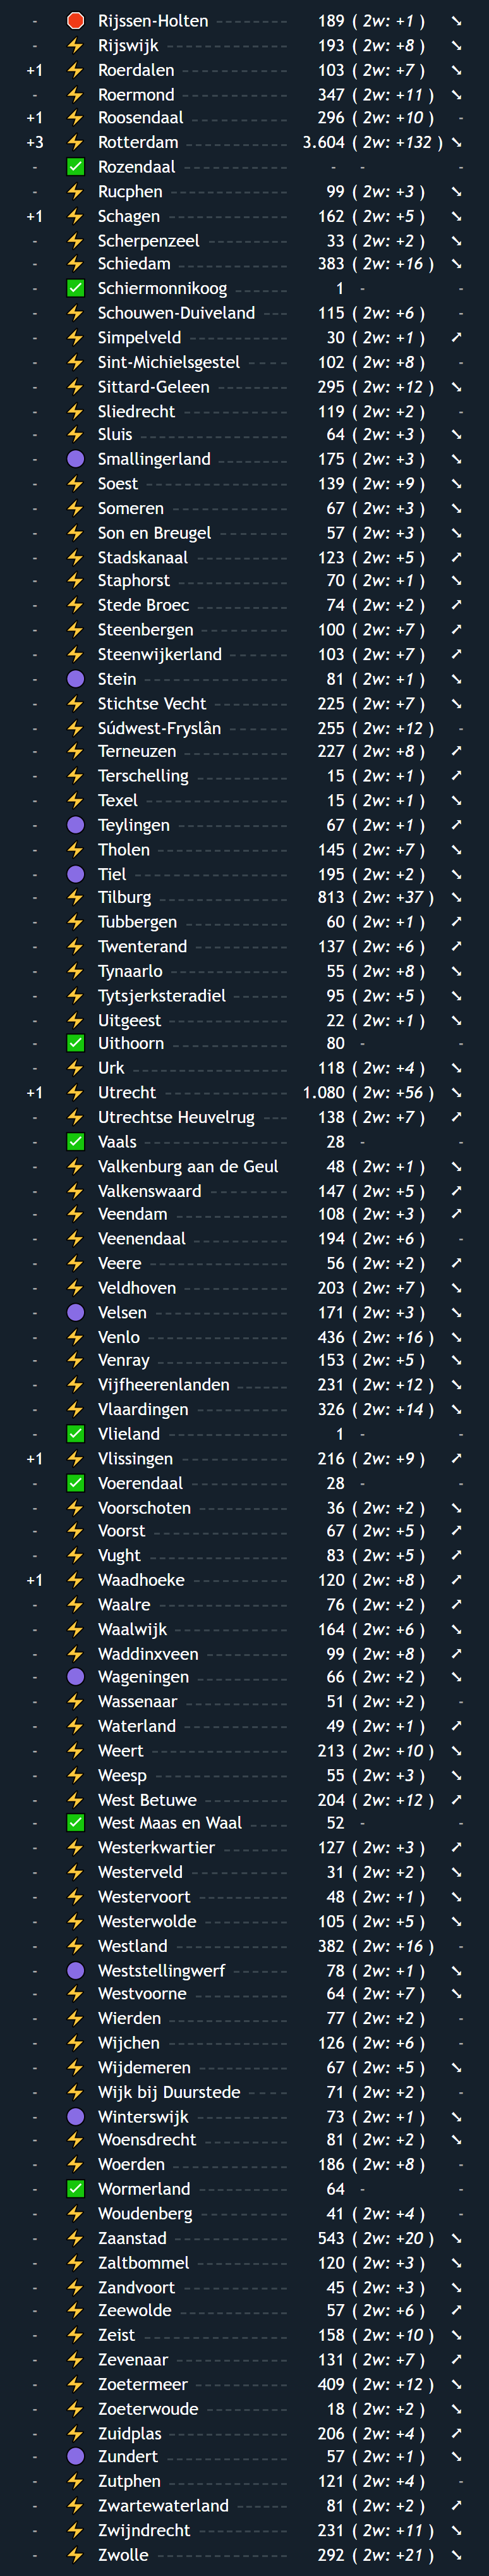 - 🛑 Rijssen-Holten ------------ 189 ( 2w: +1 ) ➘
- ⚡ Rijswijk ------------------ 193 ( 2w: +8 ) ➘
+1 ⚡ Roerdalen ---------------- 103 ( 2w: +7 ) ➘
- ⚡ Roermond ---------------- 347 ( 2w: +11 ) ➘
+1 ⚡ Roosendaal --------------- 296 ( 2w: +10 ) -
+3 ⚡ Rotterdam --------------- 3.604 ( 2w: +132 ) ➘
- ✅ Rozendaal ---------------- - - -
- ⚡ Rucphen ------------------ 99 ( 2w: +3 ) ➘
+1 ⚡ Schagen ------------------ 162 ( 2w: +5 ) ➘
- ⚡ Scherpenzeel ------------ 33 ( 2w: +2 ) ➘
- ⚡ Schiedam ---------------- 383 ( 2w: +16 ) ➘
- ✅ Schiermonnikoog --------- 1 - -
- ⚡ Schouwen-Duiveland ---- 115 ( 2w: +6 ) -
- ⚡ Simpelveld --------------- 30 ( 2w: +1 ) ➚
- ⚡ Sint-Michielsgestel ---- 102 ( 2w: +8 ) -
- ⚡ Sittard-Geleen ----------- 295 ( 2w: +12 ) ➘
- ⚡ Sliedrecht --------------- 119 ( 2w: +2 ) -
- ⚡ Sluis --------------------- 64 ( 2w: +3 ) ➘
- 🟣 Smallingerland ----------- 175 ( 2w: +3 ) ➘
- ⚡ Soest -------------------- 139 ( 2w: +9 ) ➘
- ⚡ Someren ----------------- 67 ( 2w: +3 ) ➘
- ⚡ Son en Breugel ---------- 57 ( 2w: +3 ) ➘
- ⚡ Stadskanaal ------------- 123 ( 2w: +5 ) ➚
- ⚡ Staphorst ---------------- 70 ( 2w: +1 ) ➘
- ⚡ Stede Broec ------------- 74 ( 2w: +2 ) ➚
- ⚡ Steenbergen ------------- 100 ( 2w: +7 ) ➚
- ⚡ Steenwijkerland --------- 103 ( 2w: +7 ) ➚
- 🟣 Stein --------------------- 81 ( 2w: +1 ) ➘
- ⚡ Stichtse Vecht ----------- 225 ( 2w: +7 ) ➘
- ⚡ Súdwest-Fryslân --------- 255 ( 2w: +12 ) -
- ⚡ Terneuzen --------------- 227 ( 2w: +8 ) ➚
- ⚡ Terschelling ------------- 15 ( 2w: +1 ) ➚
- ⚡ Texel -------------------- 15 ( 2w: +1 ) ➘
- 🟣 Teylingen ---------------- 67 ( 2w: +1 ) ➚
- ⚡ Tholen ------------------- 145 ( 2w: +7 ) ➘
- 🟣 Tiel ---------------------- 195 ( 2w: +2 ) ➘
- ⚡ Tilburg ------------------- 813 ( 2w: +37 ) ➘
- ⚡ Tubbergen --------------- 60 ( 2w: +1 ) ➚
- ⚡ Twenterand -------------- 137 ( 2w: +6 ) ➚
- ⚡ Tynaarlo ----------------- 55 ( 2w: +8 ) ➘
- ⚡ Tytsjerksteradiel -------- 95 ( 2w: +5 ) ➘
- ⚡ Uitgeest ----------------- 22 ( 2w: +1 ) ➘
- ✅ Uithoorn ----------------- 80 - -
- ⚡ Urk ---------------------- 118 ( 2w: +4 ) ➘
+1 ⚡ Utrecht ------------------ 1.080 ( 2w: +56 ) ➘
- ⚡ Utrechtse Heuvelrug ---- 138 ( 2w: +7 ) ➚
- ✅ Vaals --------------------- 28 - -
- ⚡ Valkenburg aan de Geul 48 ( 2w: +1 ) ➘
- ⚡ Valkenswaard ------------ 147 ( 2w: +5 ) ➚
- ⚡ Veendam ----------------- 108 ( 2w: +3 ) ➚
- ⚡ Veenendaal -------------- 194 ( 2w: +6 ) -
- ⚡ Veere -------------------- 56 ( 2w: +2 ) ➚
- ⚡ Veldhoven --------------- 203 ( 2w: +7 ) ➘
- 🟣 Velsen ------------------- 171 ( 2w: +3 ) ➘
- ⚡ Venlo -------------------- 436 ( 2w: +16 ) ➘
- ⚡ Venray ------------------- 153 ( 2w: +5 ) ➘
- ⚡ Vijfheerenlanden -------- 231 ( 2w: +12 ) ➘
- ⚡ Vlaardingen ------------- 326 ( 2w: +14 ) ➘
- ✅ Vlieland ------------------ 1 - -
+1 ⚡ Vlissingen --------------- 216 ( 2w: +9 ) ➚
- ✅ Voerendaal -------------- 28 - -
- ⚡ Voorschoten ------------- 36 ( 2w: +2 ) ➘
- ⚡ Voorst ------------------- 67 ( 2w: +5 ) ➚
- ⚡ Vught -------------------- 83 ( 2w: +5 ) ➚
+1 ⚡ Waadhoeke -------------- 120 ( 2w: +8 ) ➚
- ⚡ Waalre ------------------- 76 ( 2w: +2 ) ➚
- ⚡ Waalwijk ----------------- 164 ( 2w: +6 ) ➘
- ⚡ Waddinxveen ------------ 99 ( 2w: +8 ) ➚
- 🟣 Wageningen ------------- 66 ( 2w: +2 ) ➘
- ⚡ Wassenaar --------------- 51 ( 2w: +2 ) -
- ⚡ Waterland --------------- 49 ( 2w: +1 ) ➚
- ⚡ Weert -------------------- 213 ( 2w: +10 ) ➘
- ⚡ Weesp ------------------- 55 ( 2w: +3 ) ➘
- ⚡ West Betuwe ------------ 204 ( 2w: +12 ) ➚
- ✅ West Maas en Waal ---- 52 - -
- ⚡ Westerkwartier ---------- 127 ( 2w: +3 ) ➚
- ⚡ Westerveld -------------- 31 ( 2w: +2 ) ➘
- ⚡ Westervoort ------------- 48 ( 2w: +1 ) ➘
- ⚡ Westerwolde ------------ 105 ( 2w: +5 ) ➘
- ⚡ Westland ---------------- 382 ( 2w: +16 ) -
- 🟣 Weststellingwerf -------- 78 ( 2w: +1 ) ➘
- ⚡ Westvoorne ------------- 64 ( 2w: +7 ) ➘
- ⚡ Wierden ----------------- 77 ( 2w: +2 ) -
- ⚡ Wijchen ------------------ 126 ( 2w: +6 ) -
- ⚡ Wijdemeren ------------- 67 ( 2w: +5 ) ➘
- ⚡ Wijk bij Duurstede ---- 71 ( 2w: +2 ) -
- 🟣 Winterswijk ------------- 73 ( 2w: +1 ) ➘
- ⚡ Woensdrecht ------------ 81 ( 2w: +2 ) ➘
- ⚡ Woerden ---------------- 186 ( 2w: +8 ) -
- ✅ Wormerland ------------- 64 - -
- ⚡ Woudenberg ------------ 41 ( 2w: +4 ) -
- ⚡ Zaanstad ---------------- 543 ( 2w: +20 ) ➘
- ⚡ Zaltbommel ------------- 120 ( 2w: +3 ) ➘
- ⚡ Zandvoort --------------- 45 ( 2w: +3 ) ➘
- ⚡ Zeewolde --------------- 57 ( 2w: +6 ) ➚
- ⚡ Zeist -------------------- 158 ( 2w: +10 ) ➘
- ⚡ Zevenaar ---------------- 131 ( 2w: +7 ) ➚
- ⚡ Zoetermeer ------------- 409 ( 2w: +12 ) ➘
- ⚡ Zoeterwoude ------------ 18 ( 2w: +2 ) ➘
- ⚡ Zuidplas ----------------- 206 ( 2w: +4 ) ➚
- 🟣 Zundert ----------------- 57 ( 2w: +1 ) ➘
- ⚡ Zutphen ----------------- 121 ( 2w: +4 ) -
- ⚡ Zwartewaterland -------- 81 ( 2w: +2 ) ➚
- ⚡ Zwijndrecht ------------- 231 ( 2w: +11 ) ➘
- ⚡ Zwolle ------------------- 292 ( 2w: +21 ) ➘